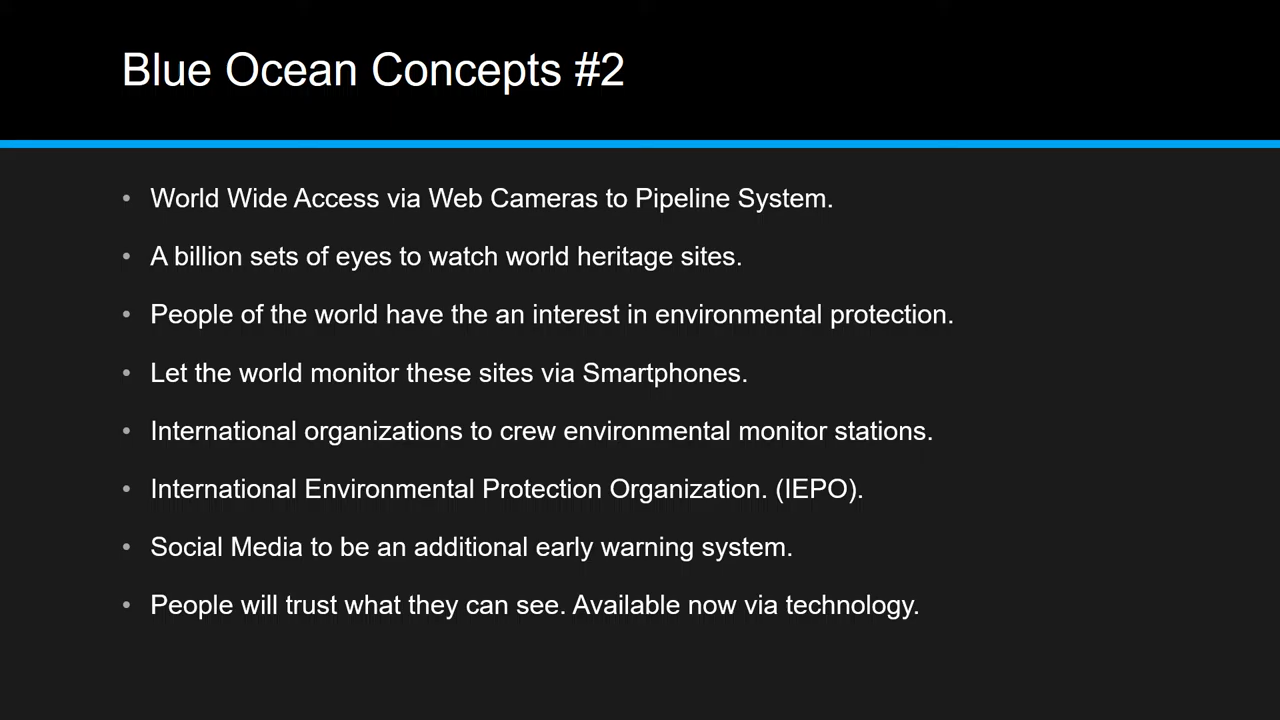 Blue Ocean Concepts #2
• World Wide Access via Web Cameras to Pipeline System.
• A billion sets of eyes to watch world heritage sites.
• People of the world have the an interest in environmental protection.
• Let the world monitor these sites via Smartphones.
• International organizations to crew environmental monitor stations.
• International Environmental Protection Organization. (IEPO).
• Social Media to be an additional early warning system.
• People will trust what they can see. Available now via technology.